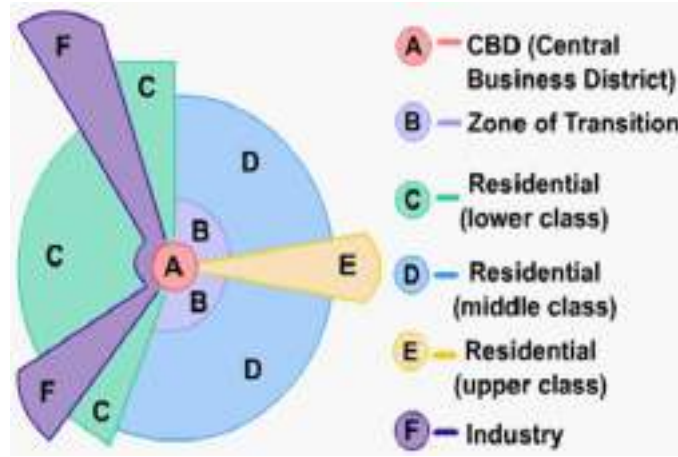 F
C
D
B
C
A
E
B
D
F
C
A – CBD (Central
Business District)
B – Zone of Transition
C – Residential
(lower class)
D – Residential
(middle class)
E – Residential
(upper class)
F – Industry